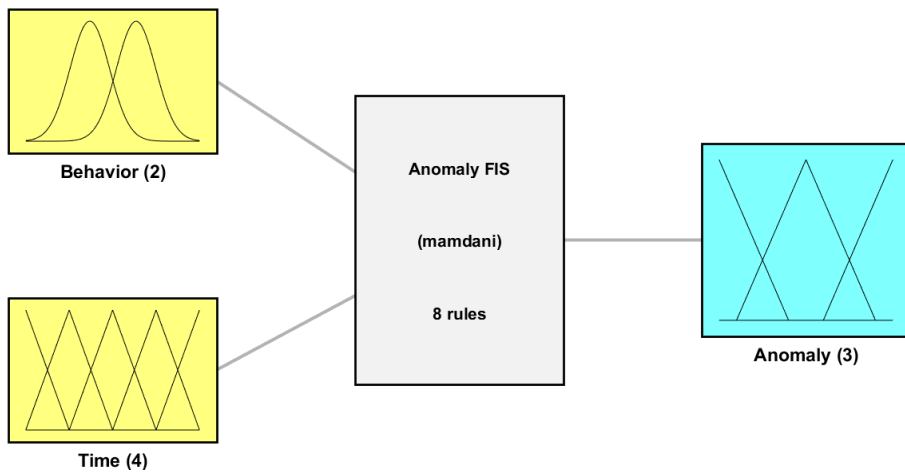 Behavior (2)
Anomaly FIS
(mamdani)
8 rules
Anomaly (3)
Time (4)